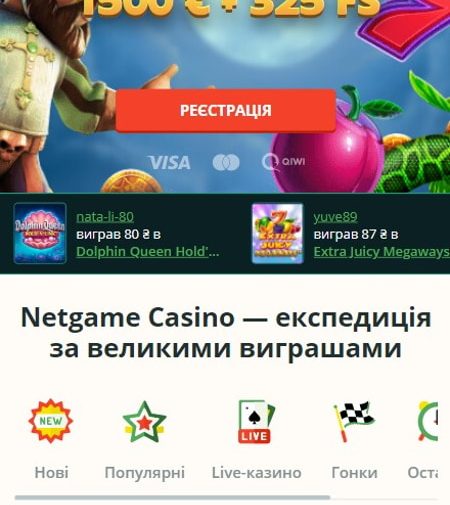 1500 € + 325 FS
РЕЄСТРАЦІЯ
VISA
QIWI
nata-li-80
виграв 80 ₴ в
Dolphin Queen Hold'...
yuve89
виграв 87 ₴ в
Extra Juicy Megaways
Dolphin Queen
EXTRA
JUICY
Netgame Casino — експедиція
за великими виграшами
NEW
LIVE
Нові
Популярні
Live-казино
Гонки
Оста